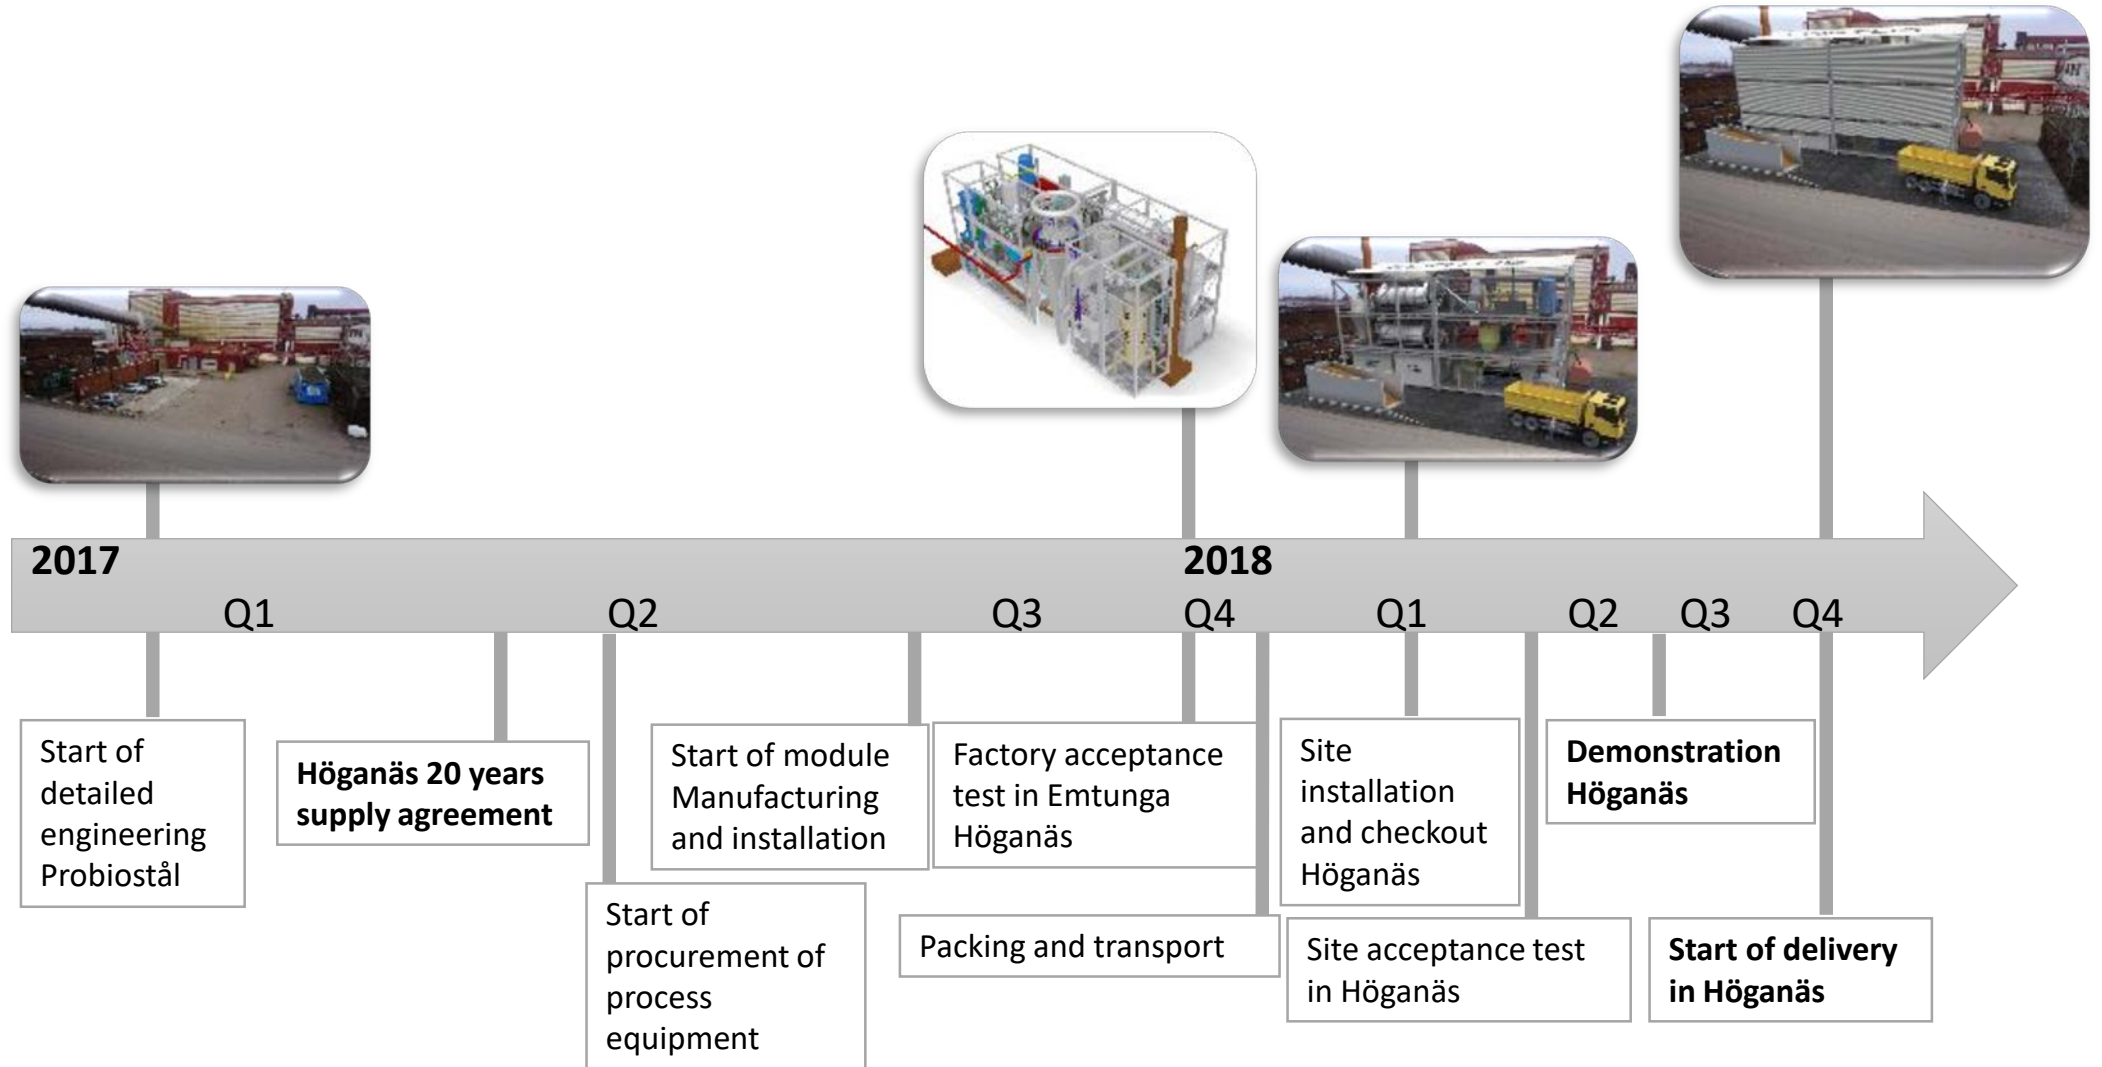 2017
2018
Q1
Q2
Q3
Q4
Q1
Q2
Q3
Q4
Start of
detailed
engineering
Probiostål
Höganäs 20 years
supply agreement
Start of
procurement of
process
equipment
Start of module
Manufacturing
and installation
Factory acceptance
test in Emtunga
Höganäs
Packing and transport
Site
installation
and checkout
Höganäs
Site acceptance test
in Höganäs
Demonstration
Höganäs
Start of delivery
in Höganäs